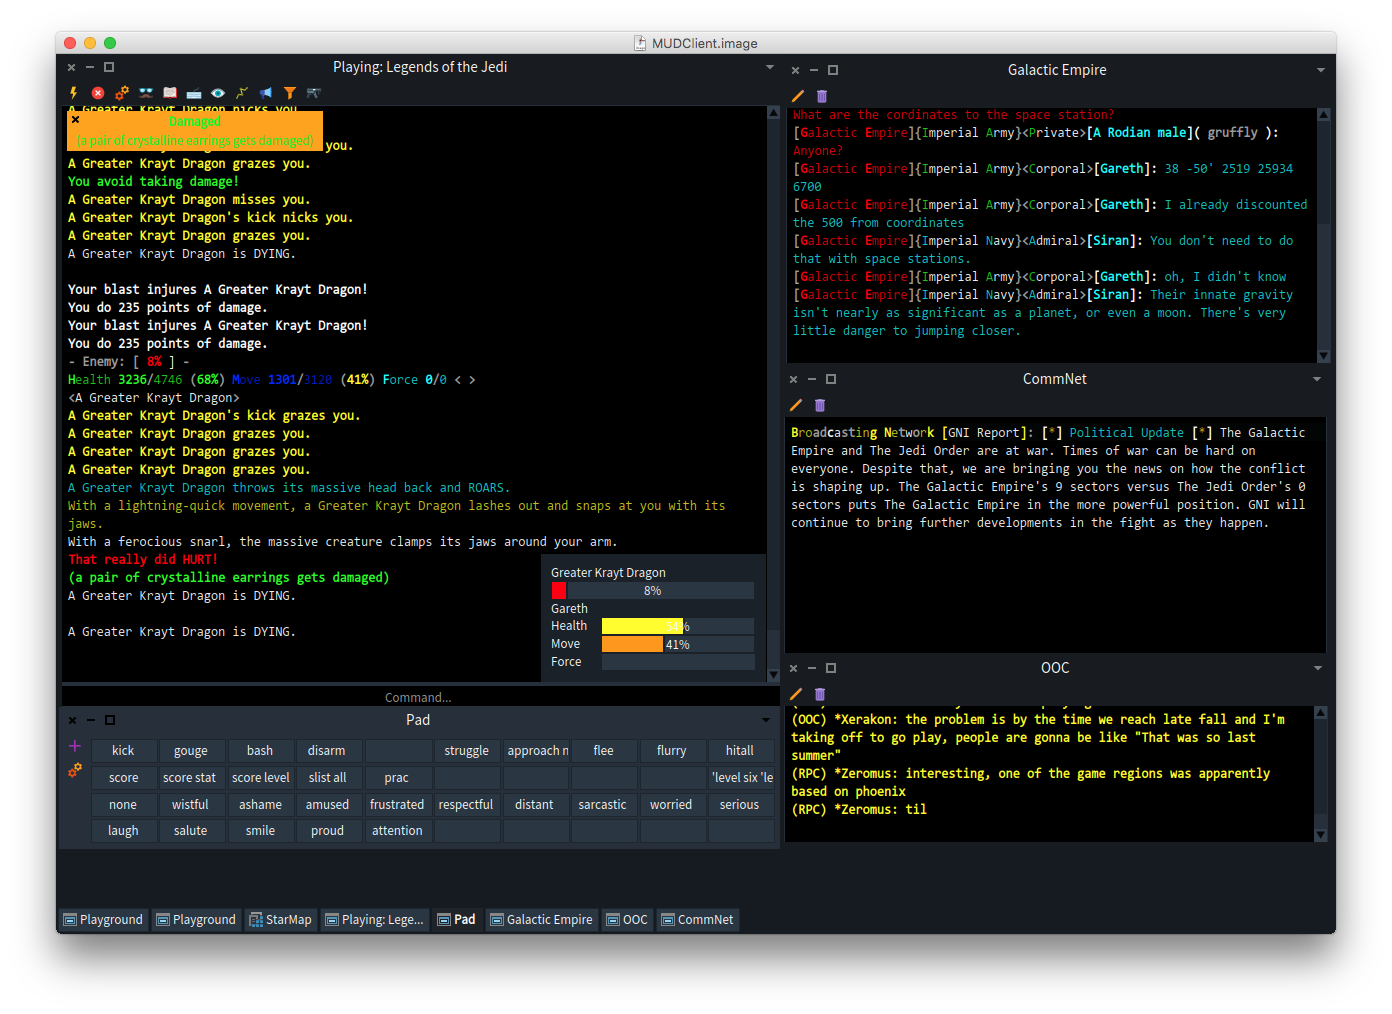 MUDClient.image
Playing: Legends of the Jedi
A Greater Krayt Dragon nicks you.
Damaged
(a pair of crystalline earrings gets damaged)
you.
A Greater Krayt Dragon grazes you.
You avoid taking damage!
A Greater Krayt Dragon misses you.
A Greater Krayt Dragon's kick nicks you.
A Greater Krayt Dragon grazes you.
A Greater Krayt Dragon is DYING.
Your blast injures A Greater Krayt Dragon!
You do 235 points of damage.
Your blast injures A Greater Krayt Dragon!
You do 235 points of damage.
- Enemy: [ 8% ] -
Health 3236/4746 (68%) Move 1301/3120 (41%) Force 0/0 < >
<A Greater Krayt Dragon>
A Greater Krayt Dragon's kick grazes you.
A Greater Krayt Dragon grazes you.
A Greater Krayt Dragon grazes you.
A Greater Krayt Dragon grazes you.
A Greater Krayt Dragon throws its massive head back and ROARS.
With a lightning-quick movement, a Greater Krayt Dragon lashes out and snaps at you with its
jaws.
With a ferocious snarl, the massive creature clamps its jaws around your arm.
That really did HURT!
(a pair of crystalline earrings gets damaged)
A Greater Krayt Dragon is DYING.
A Greater Krayt Dragon is DYING.
Greater Krayt Dragon
8%
Gareth
Health 54%
Move 41%
Force
Command...
Pad
kick gouge bash disarm struggle approach n flee flurry hitall
score score stat score level slist all prac 'level six 'le
none wistful ashame amused frustrated respectful distant sarcastic worried serious
laugh salute smile proud attention
Galactic Empire
What are the cordinates to the space station?
[Galactic Empire]{Imperial Army}<Private>[A Rodian male]( gruffly ):
Anyone?
[Galactic Empire]{Imperial Army}<Corporal>[Gareth]: 38 -50' 2519 25934
6700
[Galactic Empire]{Imperial Army}<Corporal>[Gareth]: I already discounted
the 500 from coordinates
[Galactic Empire]{Imperial Navy}<Admiral>[Siran]: You don't need to do
that with space stations.
[Galactic Empire]{Imperial Army}<Corporal>[Gareth]: oh, I didn't know
[Galactic Empire]{Imperial Navy}<Admiral>[Siran]: Their innate gravity
isn't nearly as significant as a planet, or even a moon. There's very
little danger to jumping closer.
CommNet
Broadcasting Network [GNI Report]: [*] Political Update [*] The Galactic
Empire and The Jedi Order are at war. Times of war can be hard on
everyone. Despite that, we are bringing you the news on how the conflict
is shaping up. The Galactic Empire's 9 sectors versus The Jedi Order's 0
sectors puts The Galactic Empire in the more powerful position. GNI will
continue to bring further developments in the fight as they happen.
OOC
(OOC) *Xerakon: the problem is by the time we reach late fall and I'm
taking off to go play, people are gonna be like "That was so last
summer"
(RPC) *Zeromus: interesting, one of the game regions was apparently
based on phoenix
(RPC) *Zeromus: til
Playground Playground StarMap Playing: Lege... Pad Galactic Empire OOC CommNet